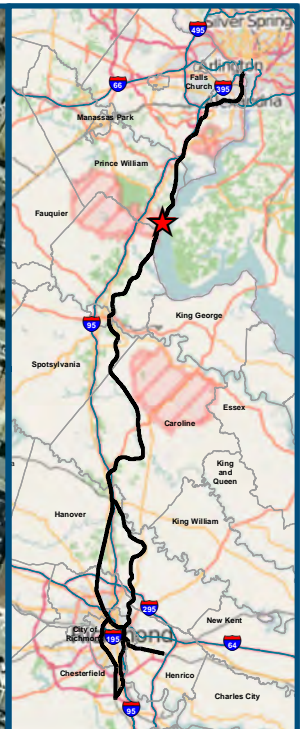 495
Silver Spring
Arlington
Falls
Church
395
66
Manassas Park
Prince William
Fauquier
King George
95
Spotsylvania
Essex
Caroline
King
and
Queen
Hanover
King William
295
New Kent
City of
Richmond
195
64
Chesterfield
Henrico
Charles City
95